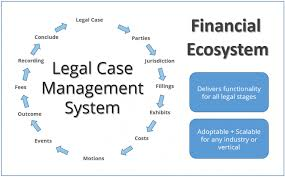 Legal Case
Parties
Jurisdiction
Fillings
Exhibits
Costs
Motions
Events
Outcome
Fees
Recording
Conclude
Legal Case
Management
System
Financial
Ecosystem
Delivers functionality
for all legal stages
Adoptable + Scalable
for any industry or
vertical